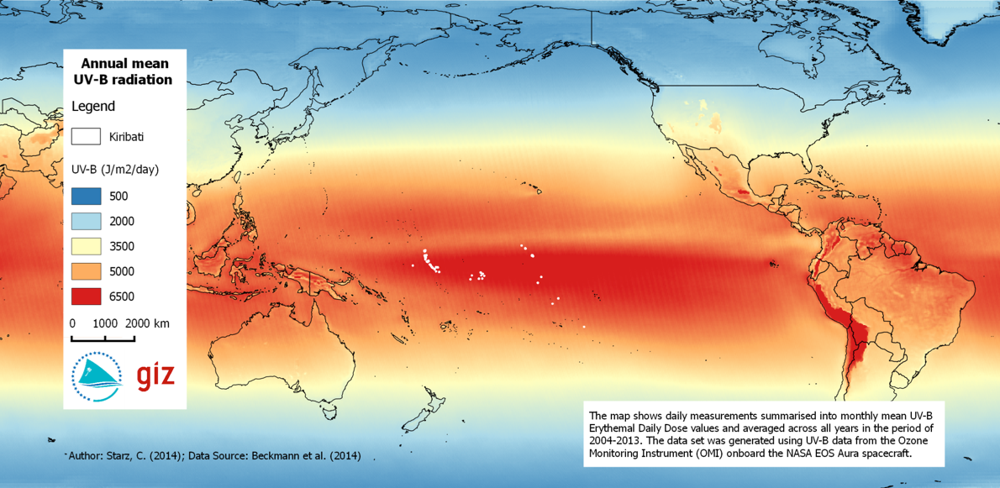 Annual mean
UV-B radiation
Legend
Kiribati
UV-B (J/m2/day)
500
2000
3500
5000
6500
0 1000 2000 km
giz
The map shows daily measurements summarised into monthly mean UV-B
Erythemal Daily Dose values and averaged across all years in the period of
2004-2013. The data set was generated using UV-B data from the Ozone
Monitoring Instrument (OMI) onboard the NASA EOS Aura spacecraft.
Author: Starz, C. (2014); Data Source: Beckmann et al. (2014)